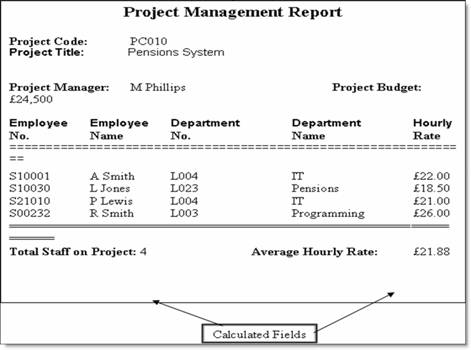 Project Management Report
Project Code: PC010
Project Title: Pensions System
Project Manager: M Phillips Project Budget:
£24,500
Employee Employee Department Department Hourly
No. Name No. Name Rate
==========================================================
==
S10001 A Smith L004 IT £22.00
S10030 L Jones L023 Pensions £18.50
S21010 P Lewis L004 IT £21.00
S00232 R Smith L003 Programming £26.00
Total Staff on Project: 4 Average Hourly Rate: £21.88
Calculated Fields